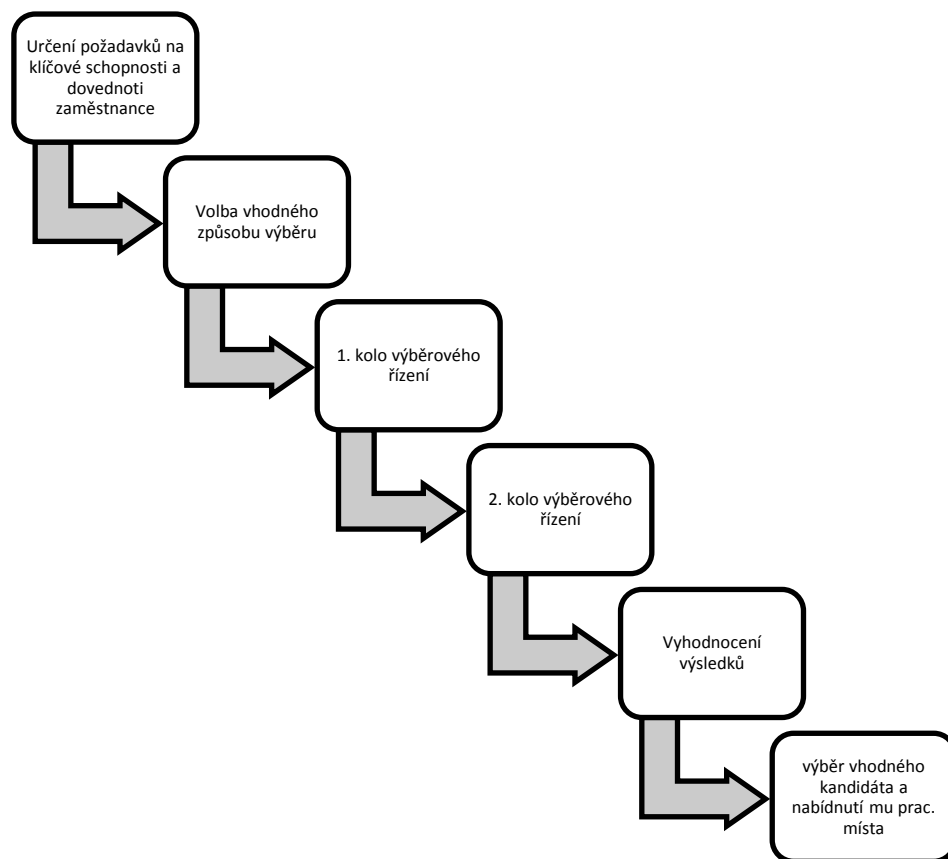 Určení požadavků na
klíčové schopnosti a
dovednoti
zaměstnance
Volba vhodného
způsobu výběru
1. kolo výběrového
řízení
2. kolo výběrového
řízení
Vyhodnocení
výsledků
výběr vhodného
kandidáta a
nabídnutí mu prac.
místa